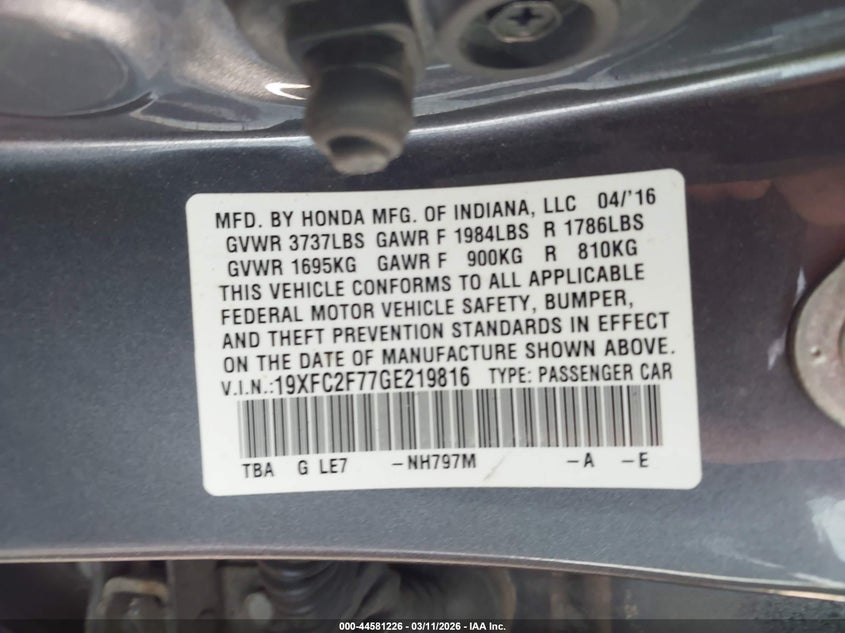 MFD. BY HONDA MFG. OF INDIANA, LLC 04/'16
GVWR 3737LBS GAWR F 1984LBS R 1786LBS
GVWR 1695KG GAWR F 900KG R 810KG
THIS VEHICLE CONFORMS TO ALL APPLICABLE
FEDERAL MOTOR VEHICLE SAFETY, BUMPER,
AND THEFT PREVENTION STANDARDS IN EFFECT
ON THE DATE OF MANUFACTURE SHOWN ABOVE.
V.I.N.:19XFC2F77GE219816 TYPE: PASSENGER CAR
TBA G LE7 -NH797M -A -E
000-44581226 - 03/11/2026 - IAA Inc.